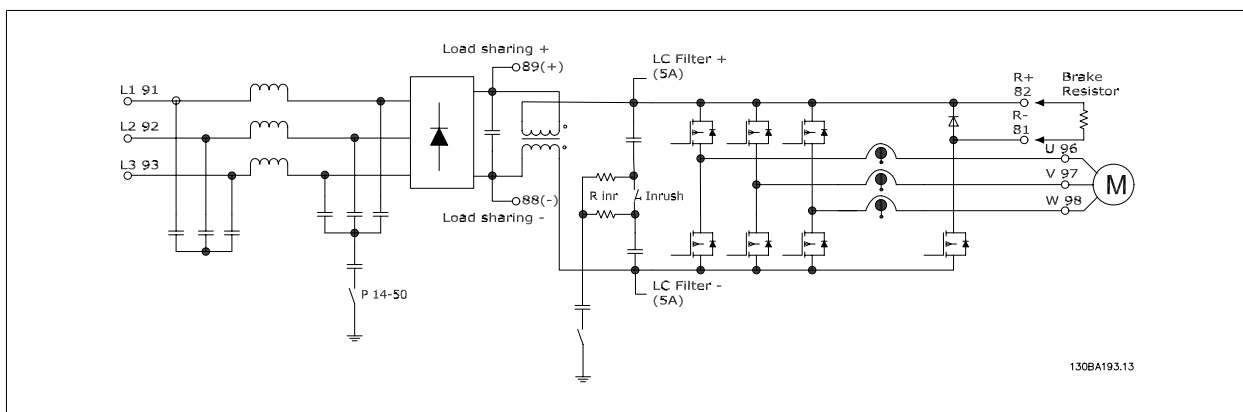 L1 91
L2 92
L3 93
P 14-50
Load sharing +
89(+)
88(-)
Load sharing -
R inr
Inrush
LC Filter +
(5A)
LC Filter -
(5A)
R+
82
R-
81
Brake
Resistor
U 96
V 97
W 98
M
130BA193.13